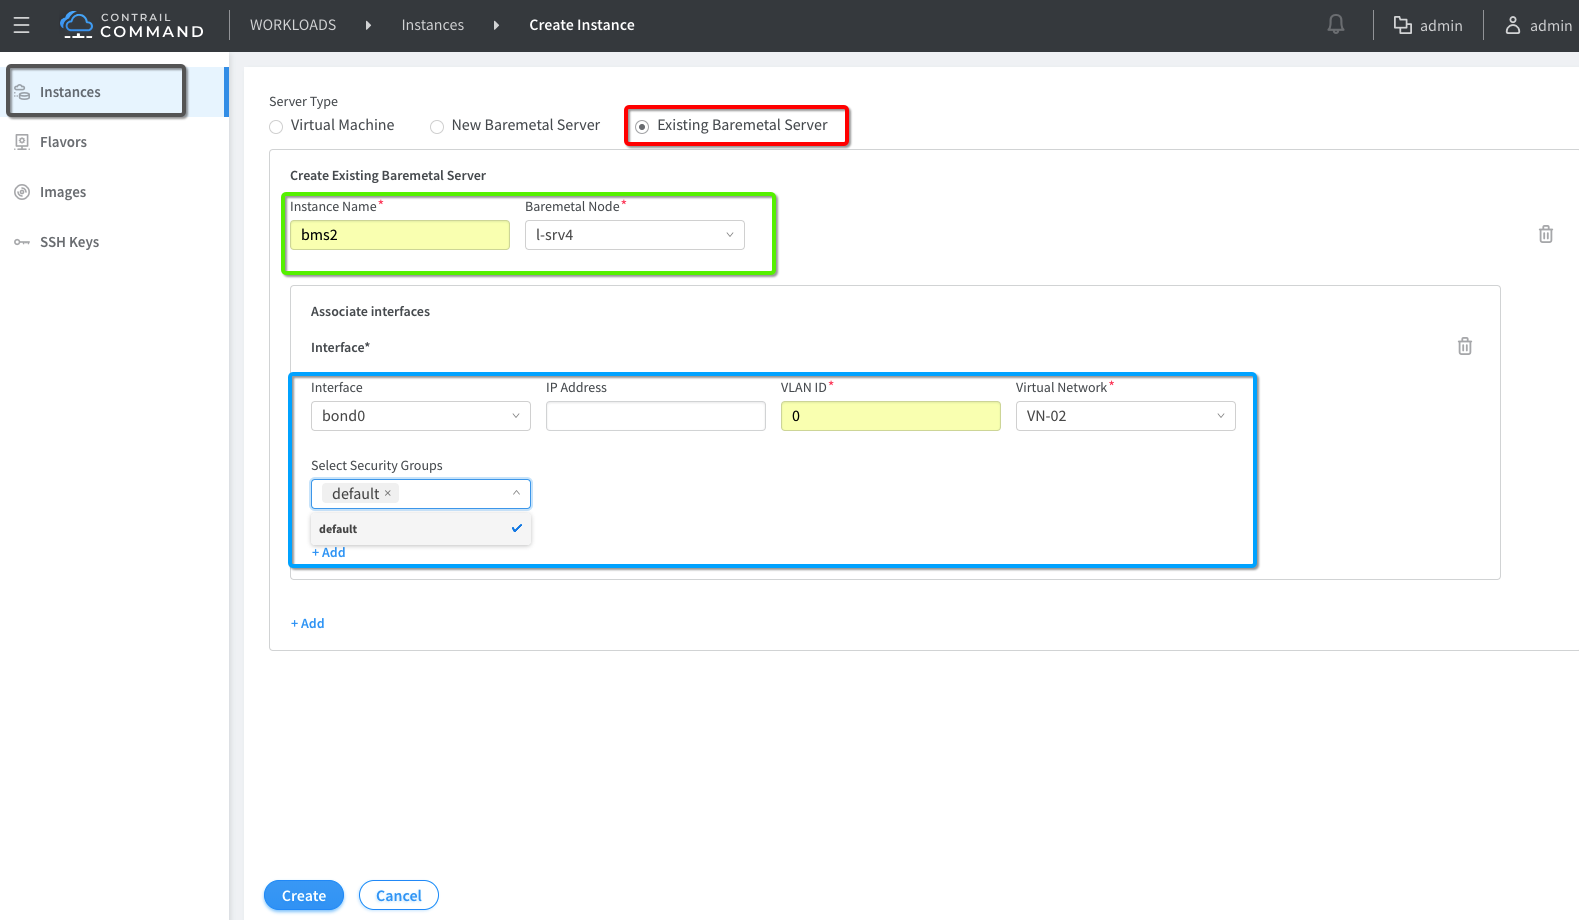 CONTRAIL
COMMAND
WORKLOADS Instances Create Instance
admin admin
Instances
Flavors
Images
SSH Keys
Server Type
Virtual Machine New Baremetal Server Existing Baremetal Server
Create Existing Baremetal Server
Instance Name* Baremetal Node*
bms2 l-srv4
Associate interfaces
Interface*
Interface IP Address VLAN ID* Virtual Network*
bond0 0 VN-02
Select Security Groups
default ×
default
+ Add
+ Add
Create Cancel